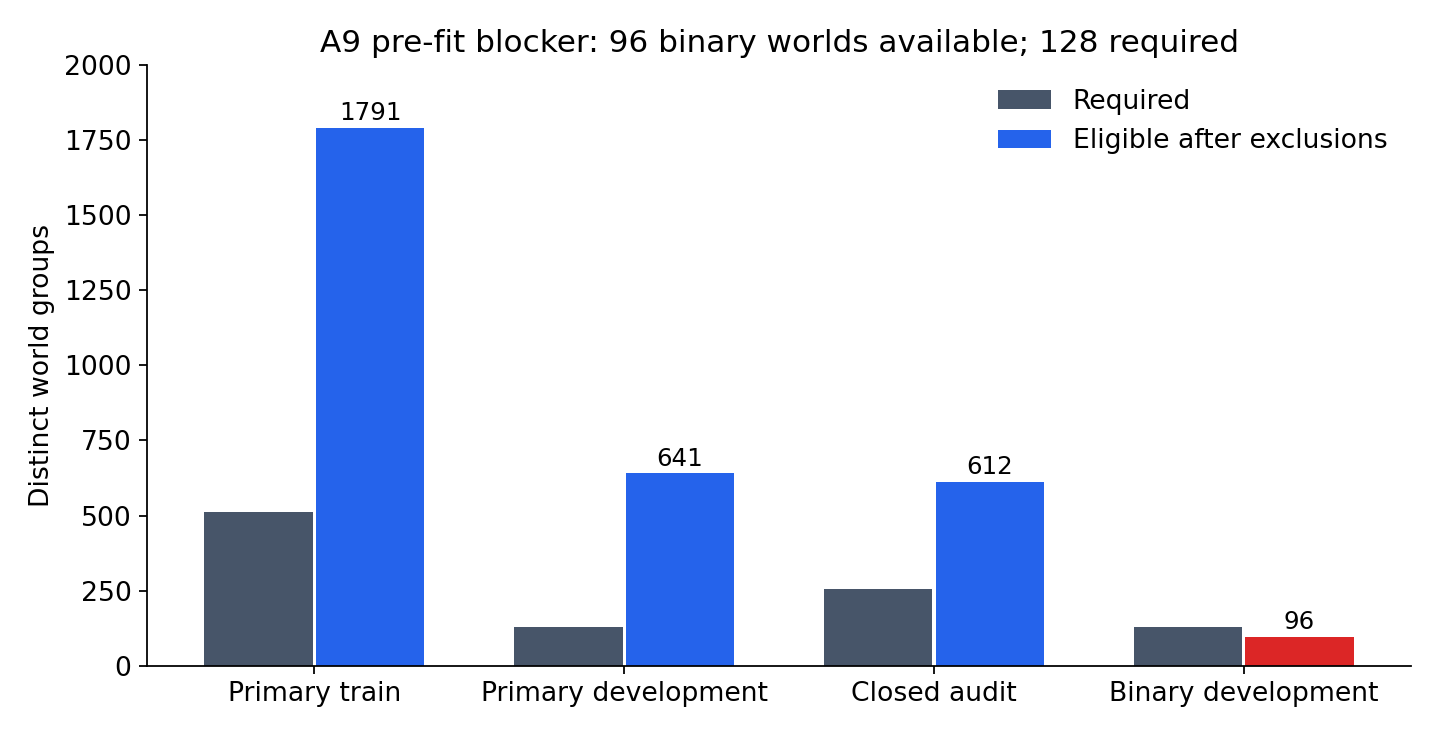 A9 pre-fit blocker: 96 binary worlds available; 128 required
Required
Eligible after exclusions
Distinct world groups
2000
1750
1500
1250
1000
750
500
250
0
1791
641
612
96
Primary train
Primary development
Closed audit
Binary development